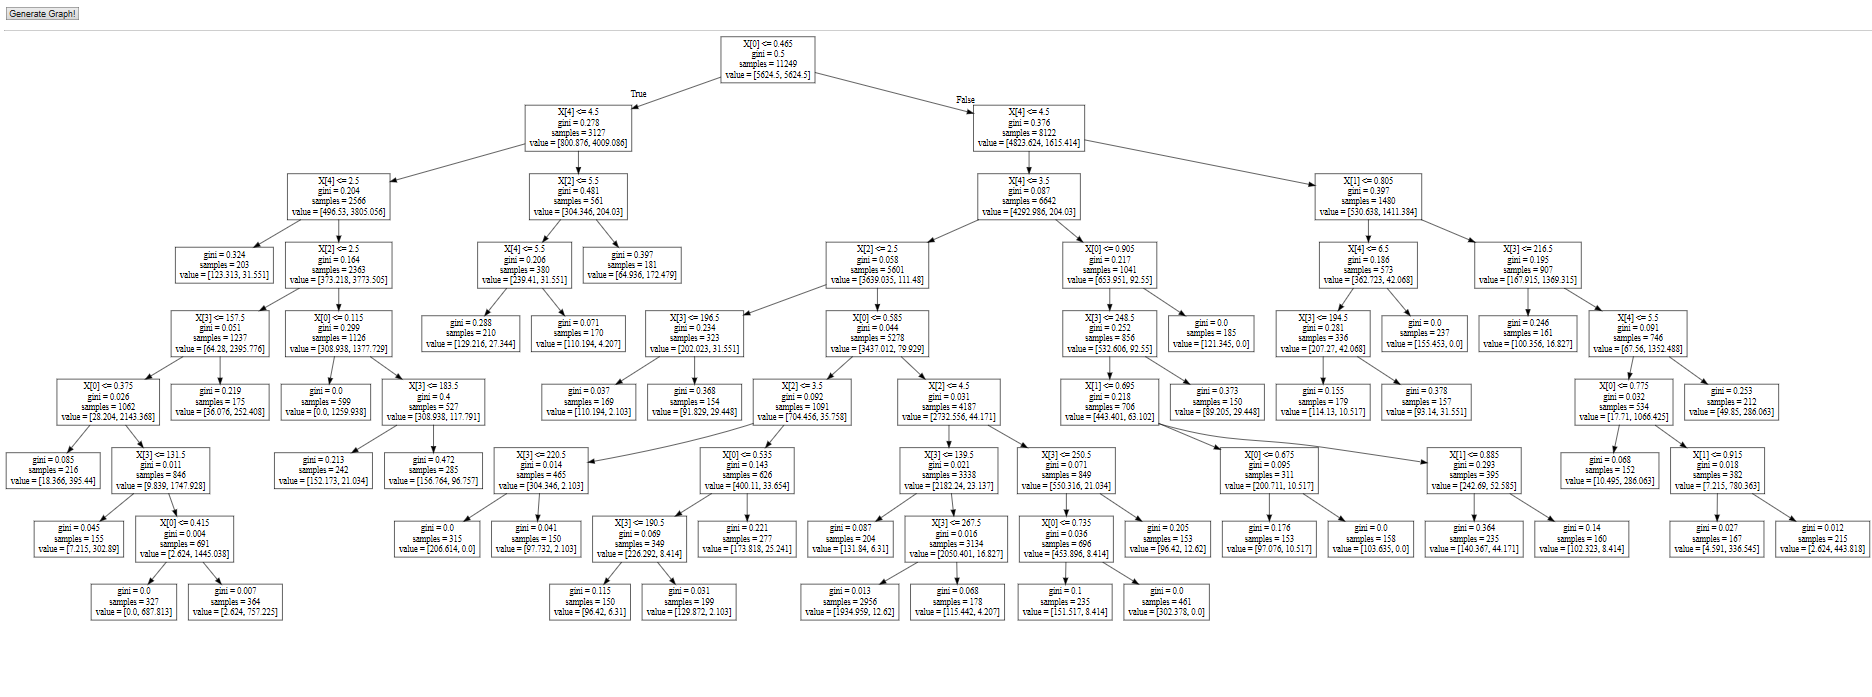 Generate Graph!
X[0] <= 0.465
gini = 0.5
samples = 11249
value = [5624.5, 5624.5]
True
False
X[4] <= 4.5
gini = 0.278
samples = 3127
value = [800.876, 4009.086]
X[4] <= 4.5
gini = 0.376
samples = 8122
value = [4823.624, 1615.414]
X[4] <= 2.5
gini = 0.204
samples = 2566
value = [496.53, 3805.056]
X[2] <= 5.5
gini = 0.481
samples = 561
value = [304.346, 204.03]
X[4] <= 3.5
gini = 0.087
samples = 6642
value = [4292.986, 204.03]
X[1] <= 0.805
gini = 0.397
samples = 1480
value = [530.638, 1411.384]
gini = 0.324
samples = 203
value = [123.313, 31.551]
X[2] <= 2.5
gini = 0.164
samples = 2363
value = [373.218, 3773.505]
X[4] <= 5.5
gini = 0.206
samples = 380
value = [239.41, 31.551]
gini = 0.397
samples = 181
value = [64.936, 172.479]
X[2] <= 2.5
gini = 0.058
samples = 5601
value = [3639.035, 111.48]
X[0] <= 0.905
gini = 0.217
samples = 1041
value = [653.951, 92.55]
X[4] <= 6.5
gini = 0.186
samples = 573
value = [362.723, 42.068]
X[3] <= 216.5
gini = 0.195
samples = 907
value = [167.915, 1369.315]
X[3] <= 157.5
gini = 0.051
samples = 1237
value = [64.28, 2395.776]
X[0] <= 0.115
gini = 0.299
samples = 1126
value = [308.938, 1377.729]
gini = 0.288
samples = 210
value = [129.216, 27.344]
gini = 0.071
samples = 170
value = [110.194, 4.207]
X[3] <= 196.5
gini = 0.234
samples = 323
value = [202.023, 31.551]
X[0] <= 0.585
gini = 0.044
samples = 5278
value = [3437.012, 79.929]
X[3] <= 248.5
gini = 0.252
samples = 856
value = [532.606, 92.55]
gini = 0.0
samples = 185
value = [121.345, 0.0]
X[3] <= 194.5
gini = 0.281
samples = 336
value = [207.27, 42.068]
gini = 0.0
samples = 237
value = [155.453, 0.0]
gini = 0.246
samples = 161
value = [100.356, 16.827]
X[4] <= 5.5
gini = 0.091
samples = 746
value = [67.56, 1352.488]
X[0] <= 0.375
gini = 0.026
samples = 1062
value = [28.204, 2143.368]
gini = 0.219
samples = 175
value = [36.076, 252.408]
gini = 0.0
samples = 599
value = [0.0, 1259.938]
X[3] <= 183.5
gini = 0.4
samples = 527
value = [308.938, 117.791]
gini = 0.037
samples = 169
value = [110.194, 2.103]
gini = 0.368
samples = 154
value = [91.829, 29.448]
X[2] <= 3.5
gini = 0.092
samples = 1091
value = [704.456, 35.758]
X[2] <= 4.5
gini = 0.031
samples = 4187
value = [2732.556, 44.171]
X[1] <= 0.695
gini = 0.218
samples = 706
value = [443.401, 63.102]
gini = 0.373
samples = 150
value = [89.205, 29.448]
gini = 0.155
samples = 179
value = [114.13, 10.517]
gini = 0.378
samples = 157
value = [93.14, 31.551]
X[0] <= 0.775
gini = 0.032
samples = 534
value = [17.71, 1066.425]
gini = 0.253
samples = 212
value = [49.85, 286.063]
gini = 0.085
samples = 216
value = [18.366, 395.44]
X[3] <= 131.5
gini = 0.011
samples = 846
value = [9.839, 1747.928]
gini = 0.213
samples = 242
value = [152.173, 21.034]
gini = 0.472
samples = 285
value = [156.764, 96.757]
X[3] <= 220.5
gini = 0.014
samples = 465
value = [304.346, 2.103]
X[0] <= 0.535
gini = 0.143
samples = 626
value = [400.11, 33.654]
X[3] <= 139.5
gini = 0.021
samples = 3338
value = [2182.24, 23.137]
X[3] <= 250.5
gini = 0.071
samples = 849
value = [550.316, 21.034]
X[0] <= 0.675
gini = 0.095
samples = 311
value = [200.711, 10.517]
X[1] <= 0.885
gini = 0.293
samples = 395
value = [242.69, 52.585]
gini = 0.068
samples = 152
value = [10.495, 286.063]
X[1] <= 0.915
gini = 0.018
samples = 382
value = [7.215, 780.363]
gini = 0.045
samples = 155
value = [7.215, 302.89]
X[0] <= 0.415
gini = 0.004
samples = 691
value = [2.624, 1445.038]
gini = 0.0
samples = 315
value = [206.614, 0.0]
gini = 0.041
samples = 150
value = [97.732, 2.103]
X[3] <= 190.5
gini = 0.069
samples = 349
value = [226.292, 8.414]
gini = 0.221
samples = 277
value = [173.818, 25.241]
gini = 0.087
samples = 204
value = [131.84, 6.31]
X[3] <= 267.5
gini = 0.016
samples = 3134
value = [2050.401, 16.827]
X[0] <= 0.735
gini = 0.036
samples = 696
value = [453.896, 8.414]
gini = 0.205
samples = 153
value = [96.42, 12.62]
gini = 0.176
samples = 153
value = [97.076, 10.517]
gini = 0.0
samples = 158
value = [103.635, 0.0]
gini = 0.364
samples = 235
value = [140.367, 44.171]
gini = 0.14
samples = 160
value = [102.323, 8.414]
gini = 0.027
samples = 167
value = [4.591, 336.545]
gini = 0.012
samples = 215
value = [2.624, 443.818]
gini = 0.0
samples = 327
value = [0.0, 687.813]
gini = 0.007
samples = 364
value = [2.624, 757.225]
gini = 0.115
samples = 150
value = [96.42, 6.31]
gini = 0.031
samples = 199
value = [129.872, 2.103]
gini = 0.013
samples = 2956
value = [1934.959, 12.62]
gini = 0.068
samples = 178
value = [115.442, 4.207]
gini = 0.1
samples = 235
value = [151.517, 8.414]
gini = 0.0
samples = 461
value = [302.378, 0.0]